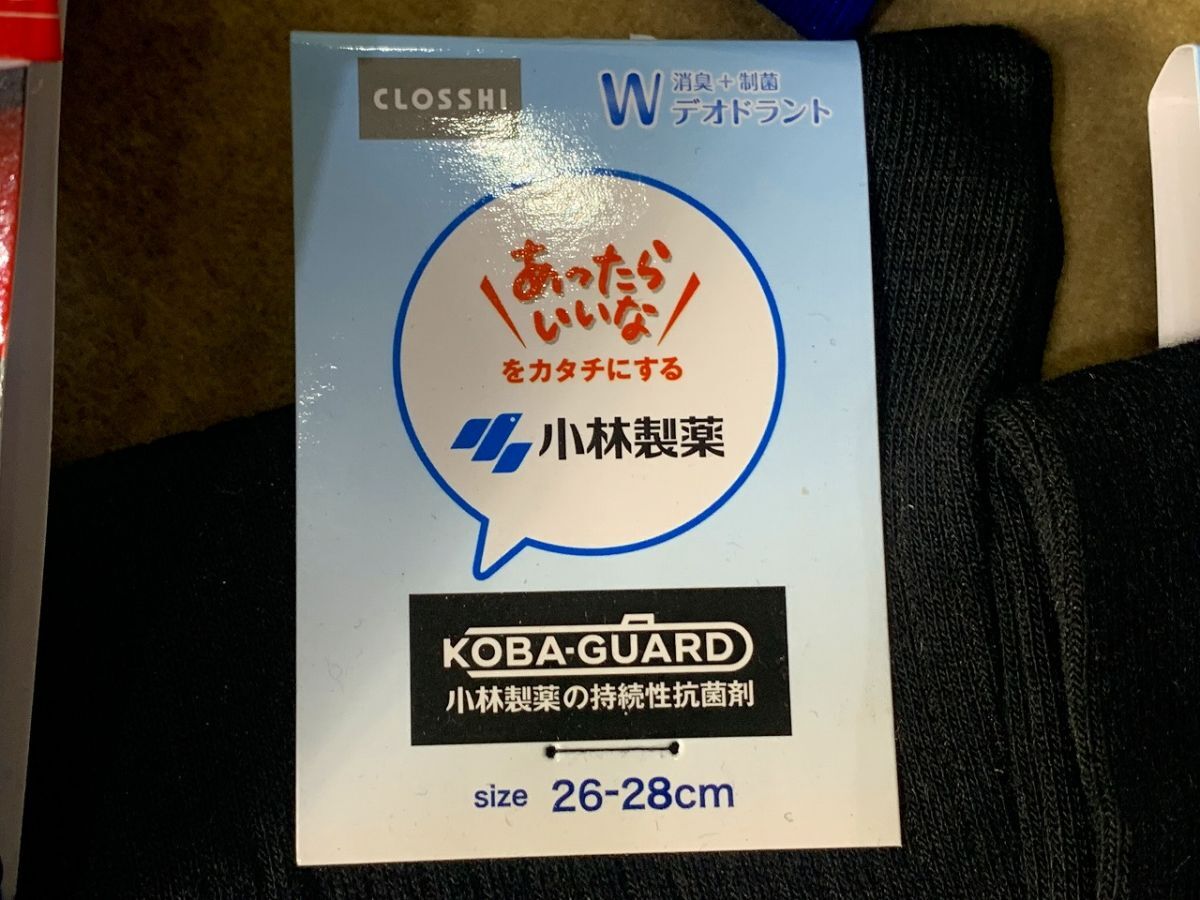 CLOSSHI
W 消臭+制菌
デオドラント
あったら
いいな
をカタチにする
小林製薬
KOBA-GUARD
小林製薬の持続性抗菌剤
size 26-28cm